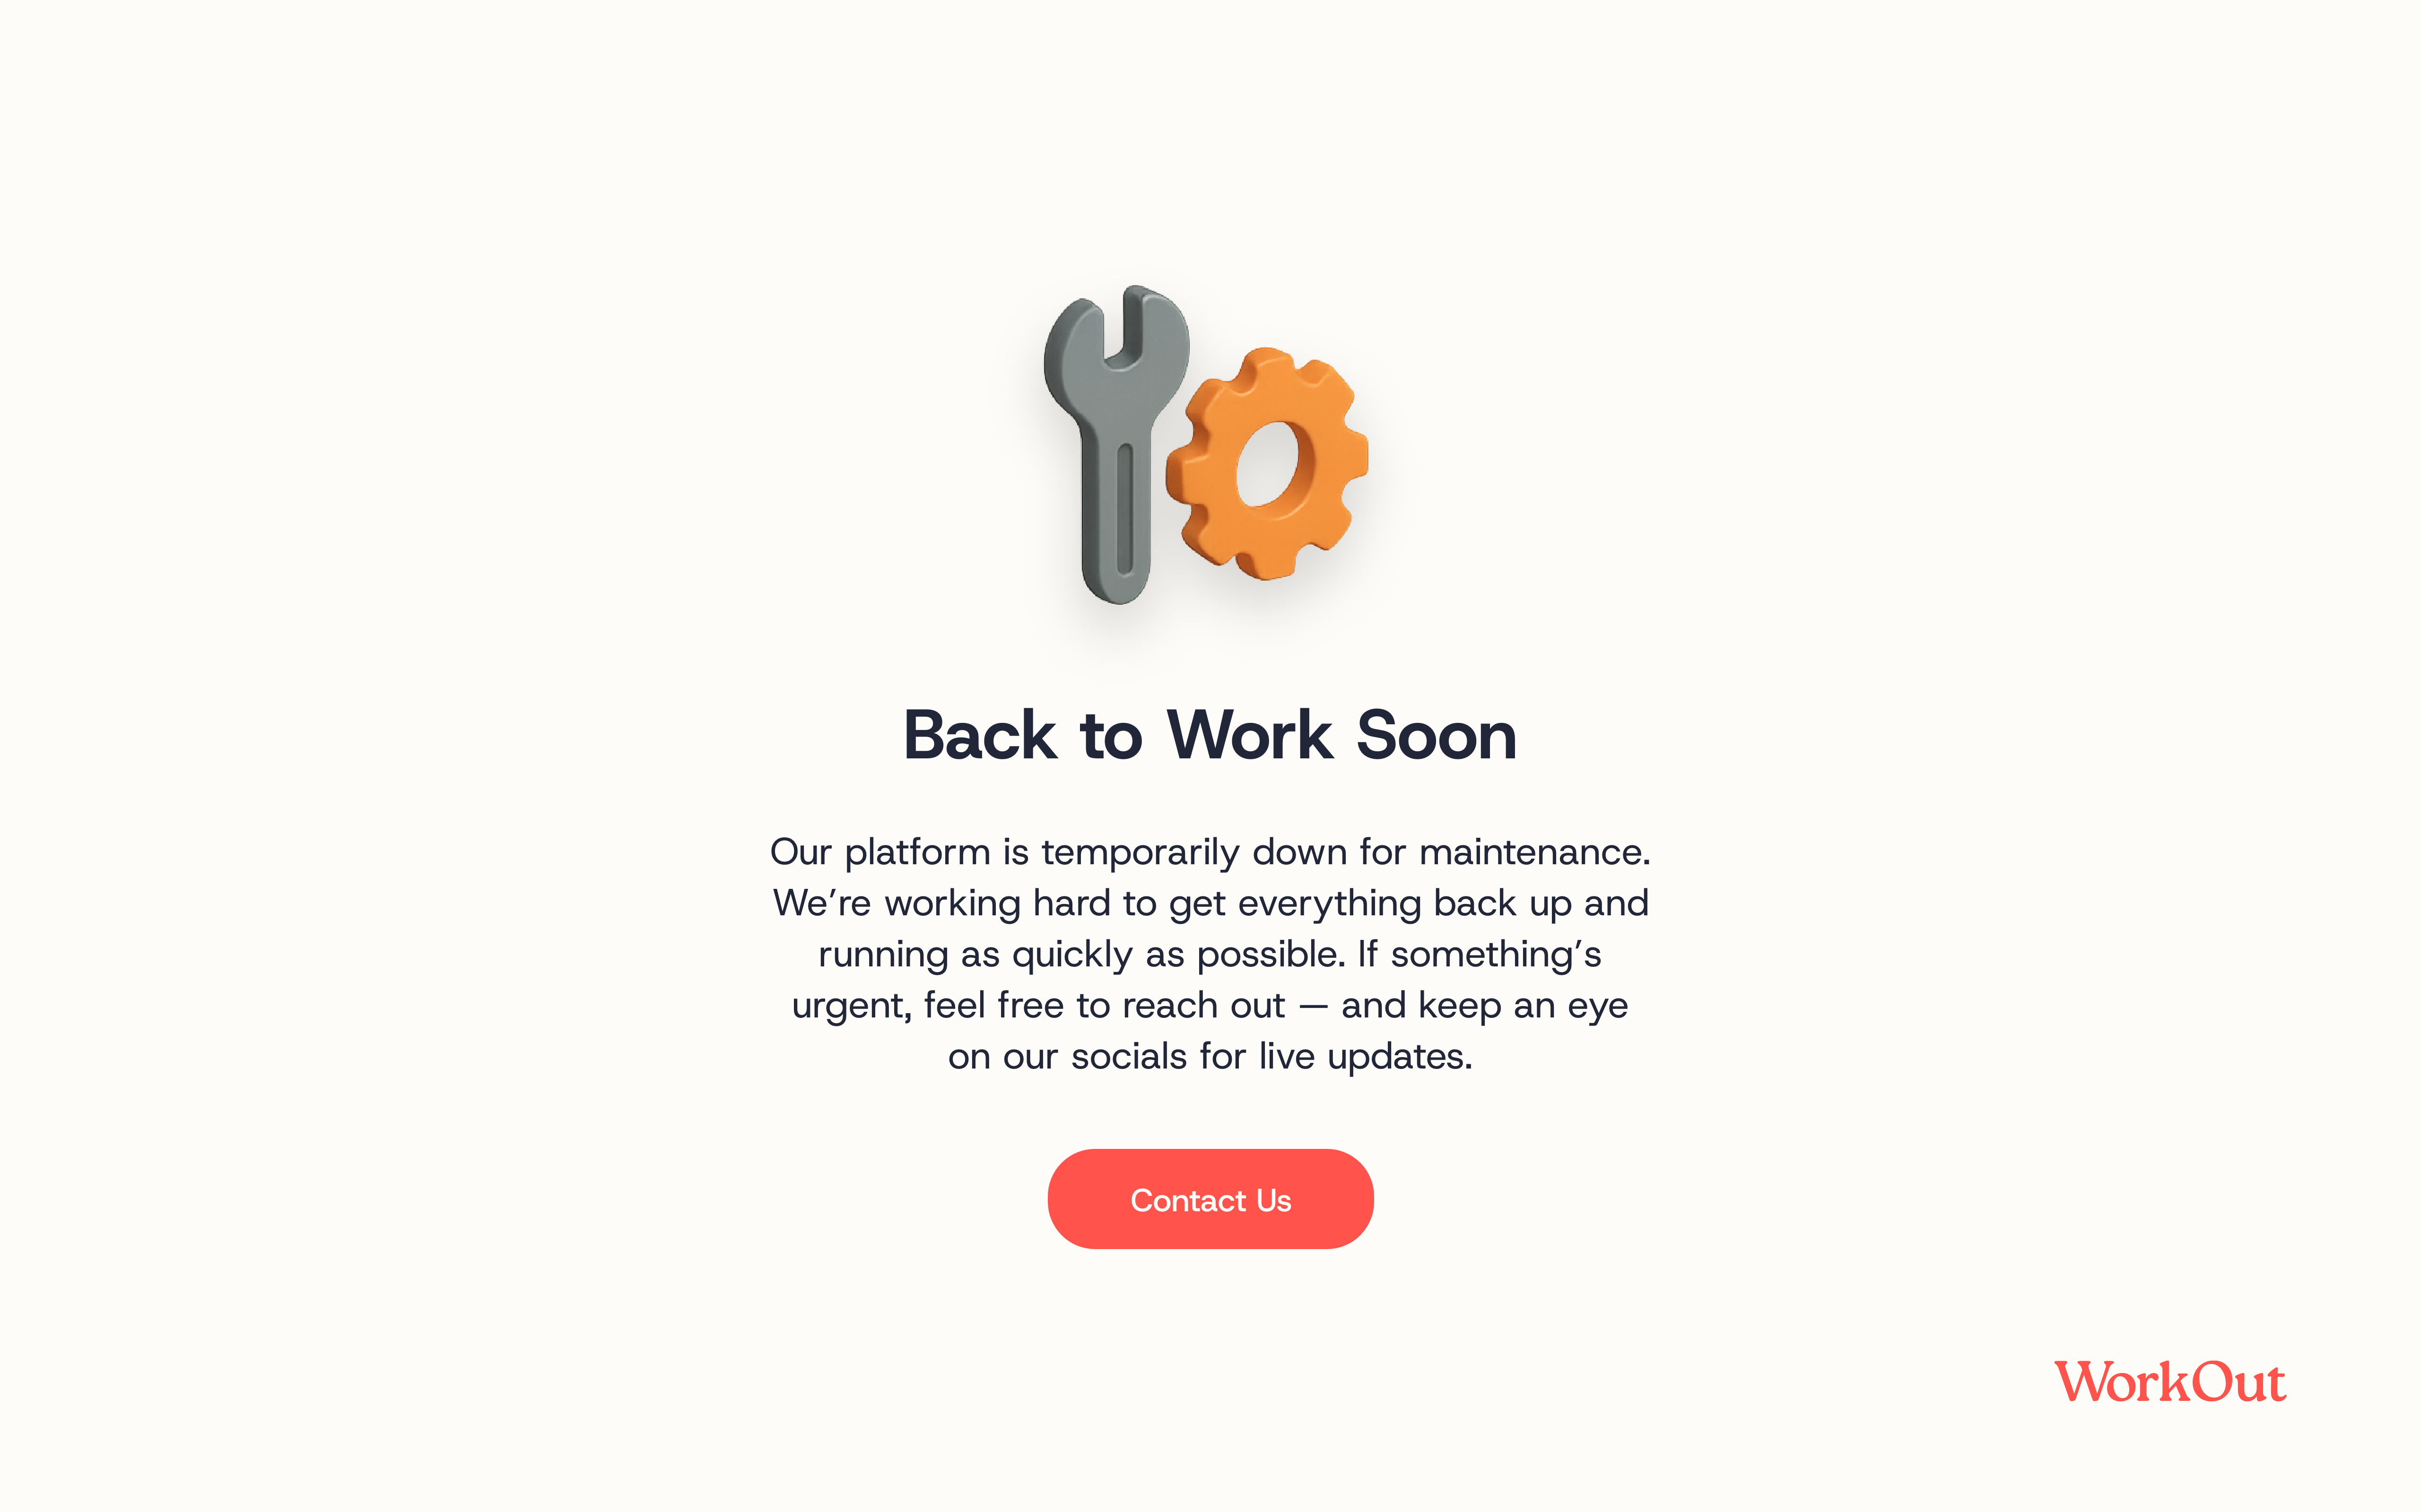 Back to Work Soon
Our platform is temporarily down for maintenance.
We’re working hard to get everything back up and
running as quickly as possible. If something’s
urgent, feel free to reach out — and keep an eye
on our socials for live updates.
Contact Us
WorkOut